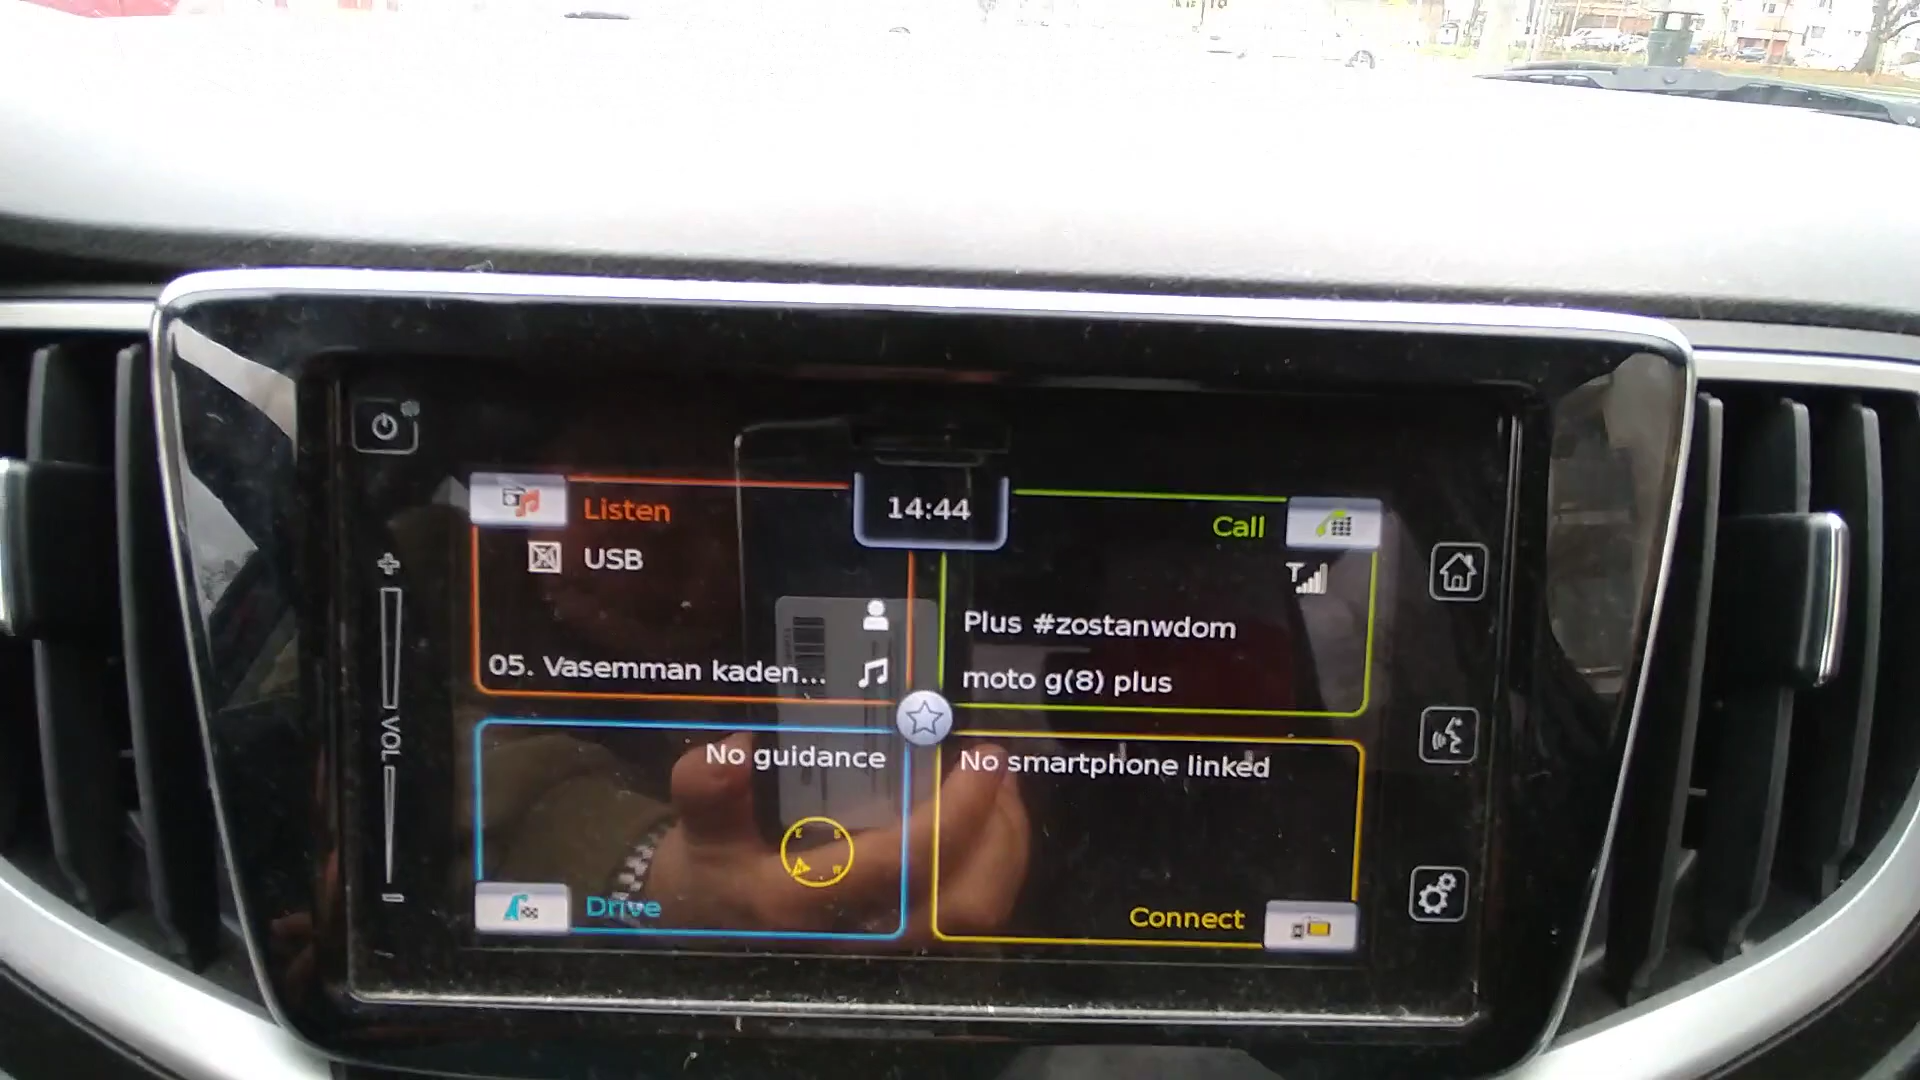 14:44
Listen
USB
05. Vasemman kaden...
Call
Plus #zostanwdom
moto g(8) plus
No guidance
Drive
No smartphone linked
Connect
VOL